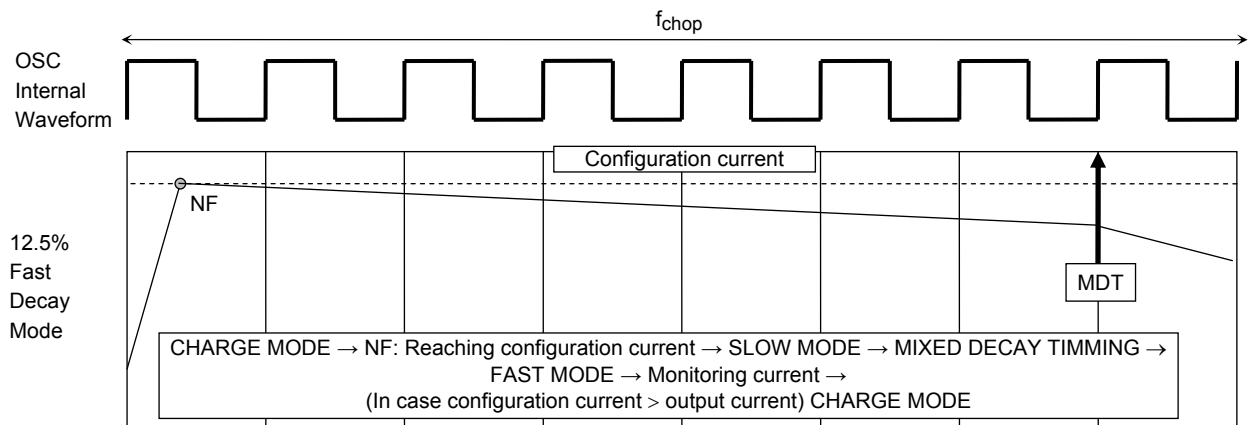 fchop
OSC
Internal
Waveform
Configuration current
NF
12.5%
Fast
Decay
Mode
MDT
CHARGE MODE → NF: Reaching configuration current → SLOW MODE → MIXED DECAY TIMMING →
FAST MODE → Monitoring current →
(In case configuration current > output current) CHARGE MODE